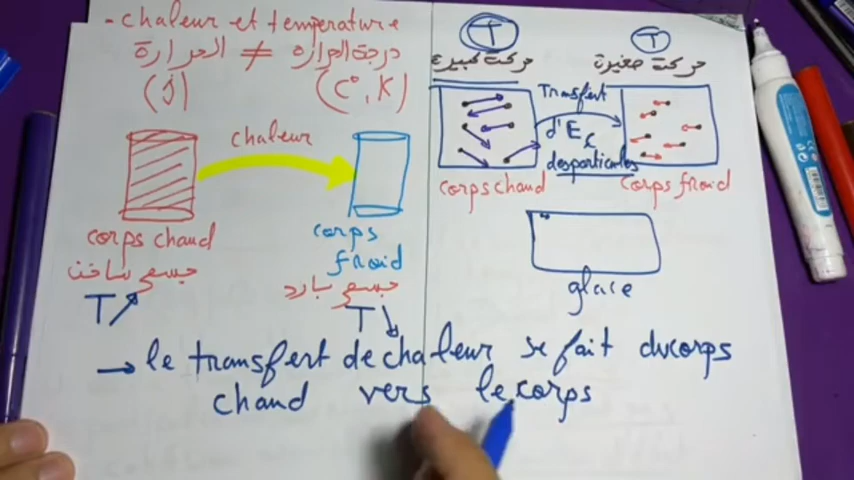 - chaleur et température
الحرارة ≠ درجة الحرارة
(J) (C°, K)
chaleur
corps chaud
جسم ساخن
T↗
corps
froid
جسم بارد
T↘
T
حركة كبيرة
T
حركة صغيرة
Transfert
d'Ec
des particules
corps chaud
corps froid
glace
→ le transfert de chaleur se fait du corps
chaud vers le corps